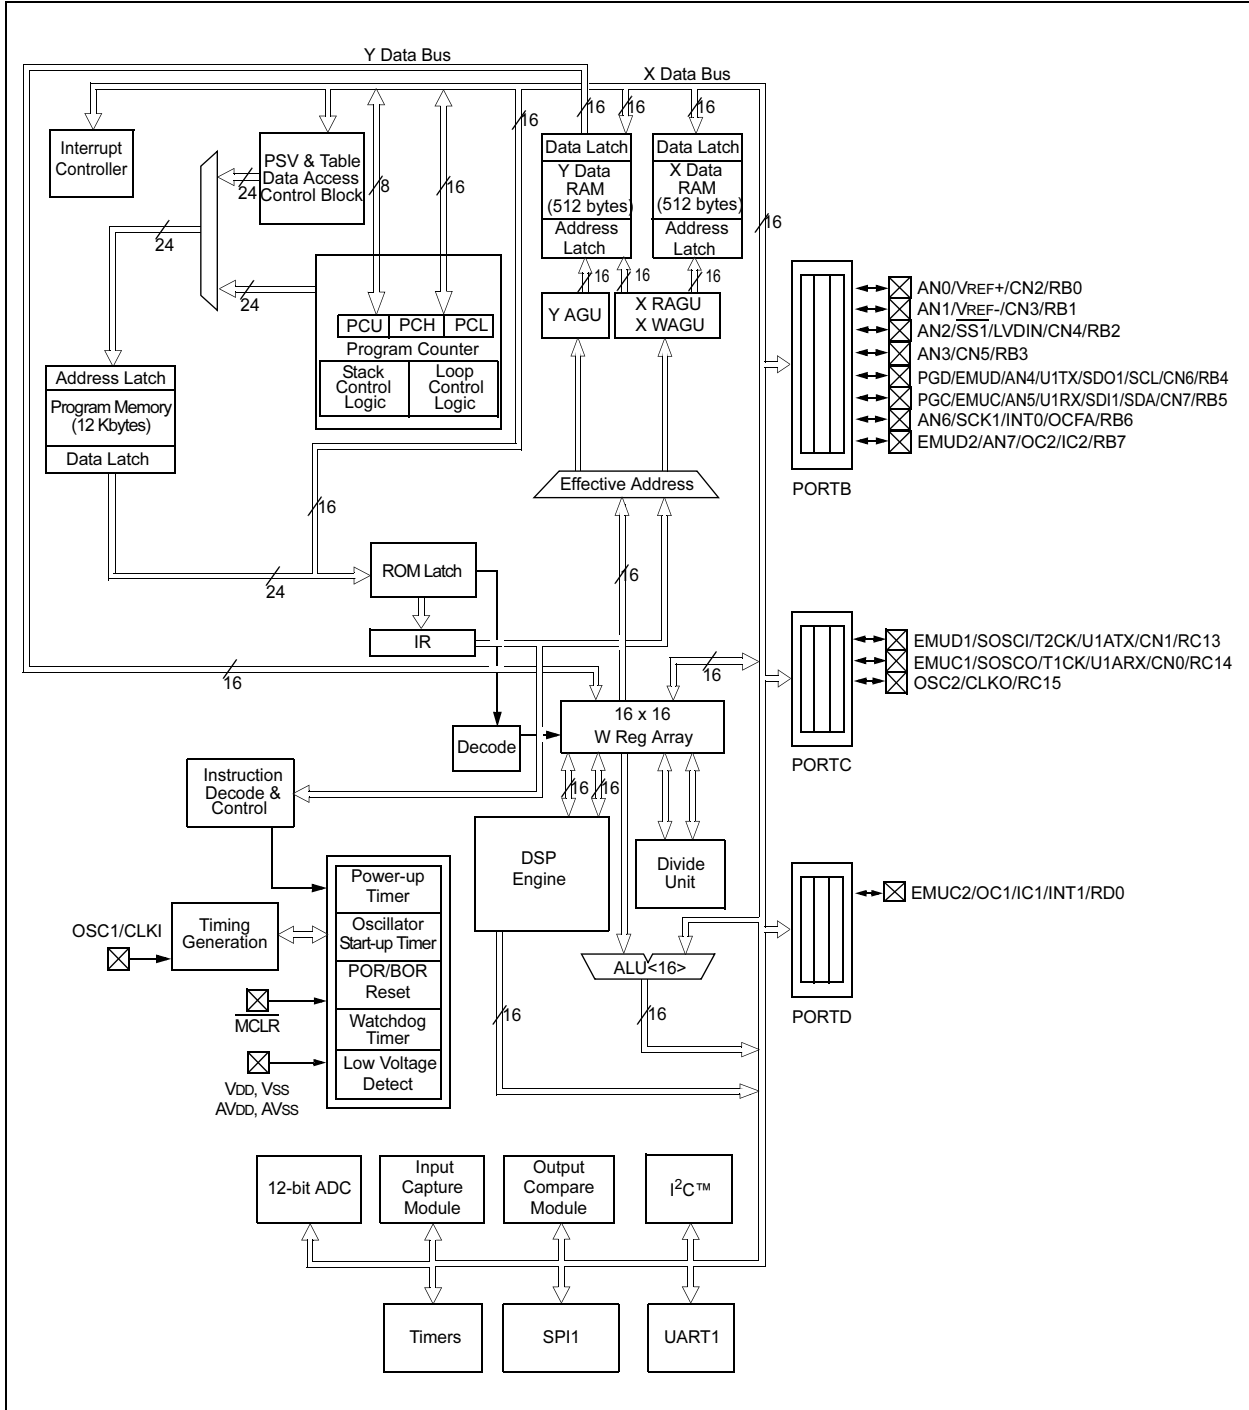 Y Data Bus
X Data Bus
16
16
16
16
Interrupt
Controller
PSV & Table
Data Access
Control Block
24
8
16
Data Latch
Y Data
RAM
(512 bytes)
Address
Latch
Data Latch
X Data
RAM
(512 bytes)
Address
Latch
16
24
24
16
16
16
Y AGU
X RAGU
X WAGU
PCU
PCH
PCL
Program Counter
Stack
Control
Logic
Loop
Control
Logic
Address Latch
Program Memory
(12 Kbytes)
Data Latch
AN0/VREF+/CN2/RB0
AN1/VREF-/CN3/RB1
AN2/SS1/LVDIN/CN4/RB2
AN3/CN5/RB3
PGD/EMUD/AN4/U1TX/SDO1/SCL/CN6/RB4
PGC/EMUC/AN5/U1RX/SDI1/SDA/CN7/RB5
AN6/SCK1/INT0/OCFA/RB6
EMUD2/AN7/OC2/IC2/RB7
PORTB
Effective Address
16
24
ROM Latch
16
IR
16
16
EMUD1/SOSCI/T2CK/U1ATX/CN1/RC13
EMUC1/SOSCO/T1CK/U1ARX/CN0/RC14
OSC2/CLKO/RC15
PORTC
16 x 16
W Reg Array
Decode
Instruction
Decode &
Control
16
16
DSP
Engine
Divide
Unit
Power-up
Timer
Oscillator
Start-up Timer
POR/BOR
Reset
Watchdog
Timer
Low Voltage
Detect
OSC1/CLKI
Timing
Generation
MCLR
VDD, VSS
AVDD, AVSS
EMUC2/OC1/IC1/INT1/RD0
PORTD
ALU<16>
16
16
12-bit ADC
Input
Capture
Module
Output
Compare
Module
I²C™
Timers
SPI1
UART1